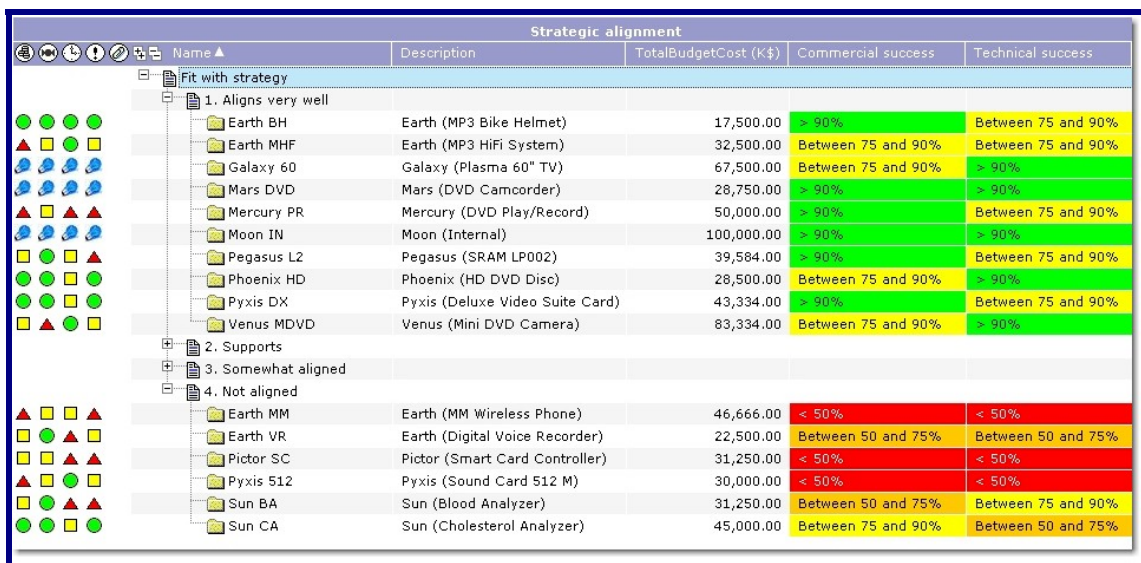 Strategic alignment
Name Description TotalBudgetCost (K$) Commercial success Technical success
Fit with strategy
1. Aligns very well
Earth BH Earth (MP3 Bike Helmet) 17,500.00 > 90% Between 75 and 90%
Earth MHF Earth (MP3 HiFi System) 32,500.00 Between 75 and 90% Between 75 and 90%
Galaxy 60 Galaxy (Plasma 60" TV) 67,500.00 Between 75 and 90% > 90%
Mars DVD Mars (DVD Camcorder) 28,750.00 > 90% > 90%
Mercury PR Mercury (DVD Play/Record) 50,000.00 > 90% Between 75 and 90%
Moon IN Moon (Internal) 100,000.00 > 90% > 90%
Pegasus L2 Pegasus (SRAM LP002) 39,584.00 > 90% Between 75 and 90%
Phoenix HD Phoenix (HD DVD Disc) 28,500.00 Between 75 and 90% > 90%
Pyxis DX Pyxis (Deluxe Video Suite Card) 43,334.00 > 90% Between 75 and 90%
Venus MDVD Venus (Mini DVD Camera) 83,334.00 Between 75 and 90% > 90%
2. Supports
3. Somewhat aligned
4. Not aligned
Earth MM Earth (MM Wireless Phone) 46,666.00 < 50% < 50%
Earth VR Earth (Digital Voice Recorder) 22,500.00 Between 50 and 75% Between 50 and 75%
Pictor SC Pictor (Smart Card Controller) 31,250.00 < 50% < 50%
Pyxis 512 Pyxis (Sound Card 512 M) 30,000.00 < 50% < 50%
Sun BA Sun (Blood Analyzer) 31,250.00 Between 50 and 75% Between 75 and 90%
Sun CA Sun (Cholesterol Analyzer) 45,000.00 Between 75 and 90% Between 50 and 75%